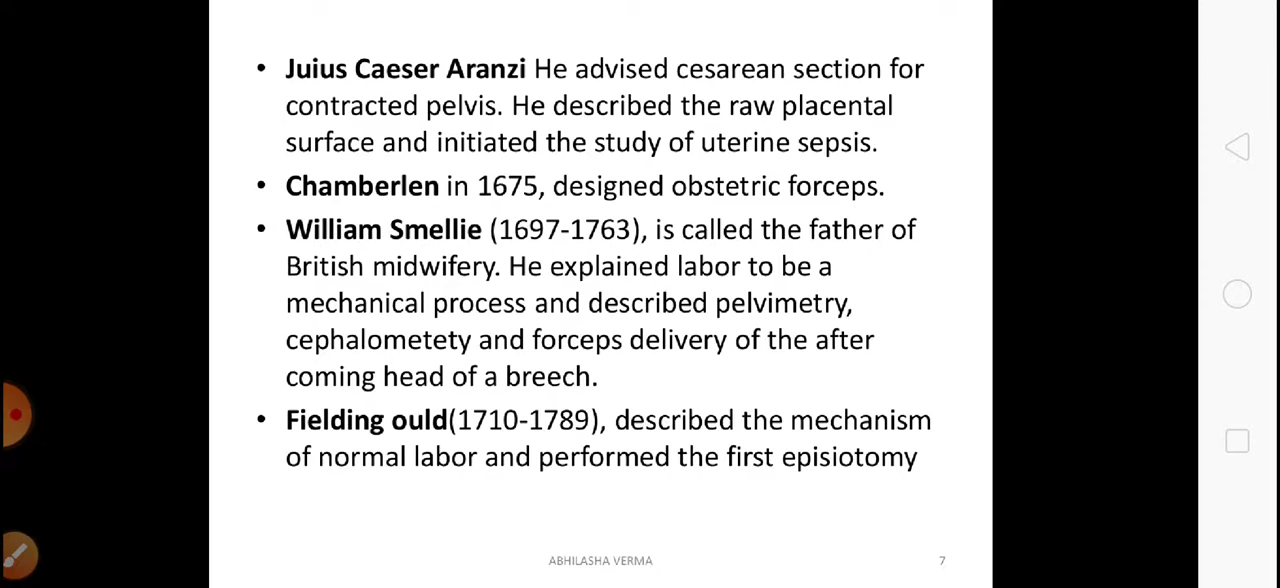 • Juius Caeser Aranzi He advised cesarean section for
contracted pelvis. He described the raw placental
surface and initiated the study of uterine sepsis.
• Chamberlen in 1675, designed obstetric forceps.
• William Smellie (1697-1763), is called the father of
British midwifery. He explained labor to be a
mechanical process and described pelvimetry,
cephalometety and forceps delivery of the after
coming head of a breech.
• Fielding ould(1710-1789), described the mechanism
of normal labor and performed the first episiotomy
ABHILASHA VERMA 7